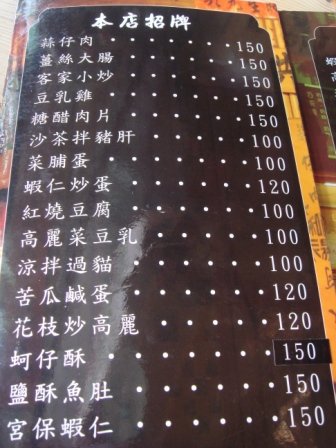 本店招牌
蒜仔肉 150
薑絲大腸 150
客家小炒 150
豆乳雞 150
糖醋肉片 150
沙茶拌豬肝 100
菜脯蛋 100
蝦仁炒蛋 120
紅燒豆腐 100
高麗菜豆乳 100
涼拌過貓 100
苦瓜鹹蛋 120
花枝炒高麗 120
蚵仔酥 150
鹽酥魚肚 150
宮保蝦仁 150